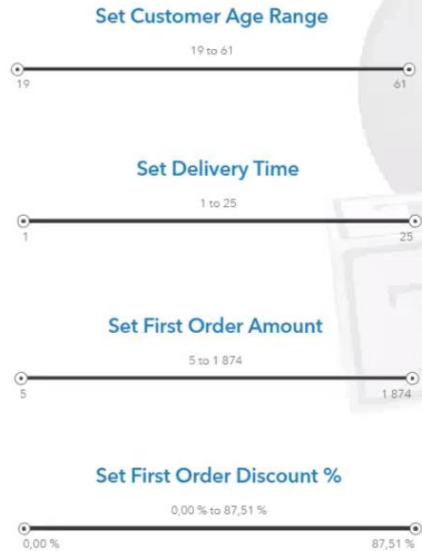 Set Customer Age Range
19 to 61
19 61
Set Delivery Time
1 to 25
1 25
Set First Order Amount
5 to 1 874
5 1 874
Set First Order Discount %
0,00 % to 87,51 %
0,00 % 87,51 %